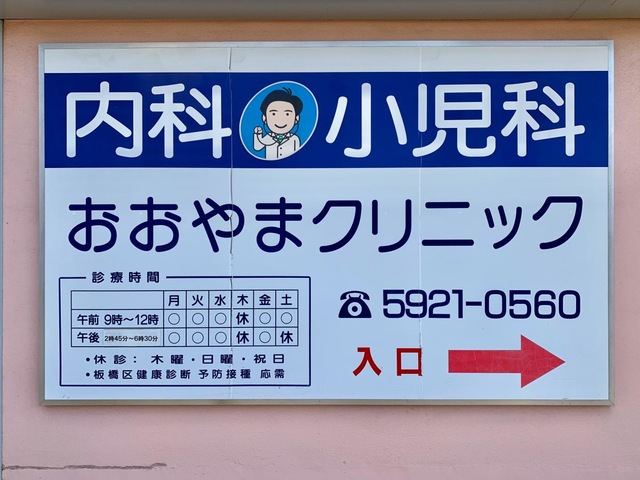 内科 小児科
おおやまクリニック
診療時間
月 火 水 木 金 土
午前 9時～12時 ○ ○ ○ 休 ○ ○
午後 2時45分～6時30分 ○ ○ ○ 休 ○ 休
・休診：木曜・日曜・祝日
・板橋区健康診断 予防接種 応需
☎5921-0560
入口